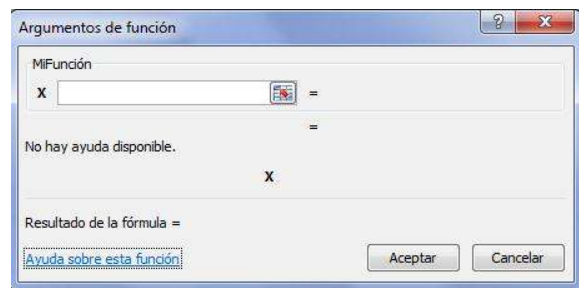 Argumentos de función
MiFunción
X =
=
No hay ayuda disponible.
X
Resultado de la fórmula =
Ayuda sobre esta función
Aceptar Cancelar